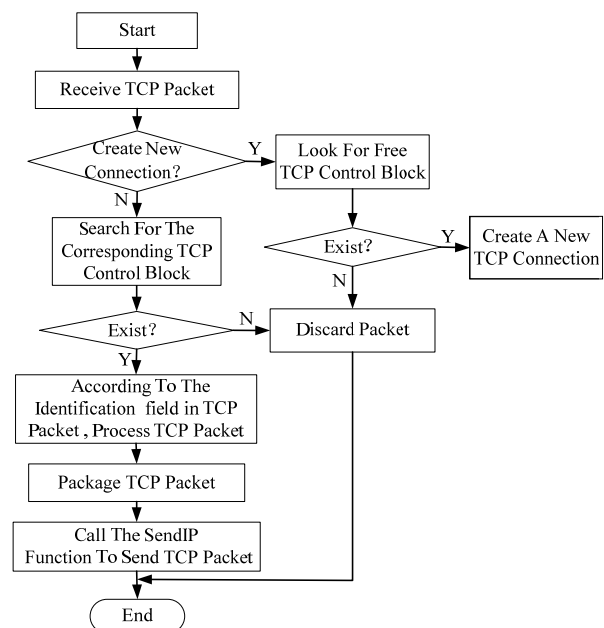 Start
Receive TCP Packet
Create New
Connection?
Y
N
Look For Free
TCP Control Block
Search For The
Corresponding TCP
Control Block
Exist?
Y
N
Create A New
TCP Connection
Exist?
N
Y
Discard Packet
According To The
Identification field in TCP
Packet , Process TCP Packet
Package TCP Packet
Call The SendIP
Function To Send TCP Packet
End